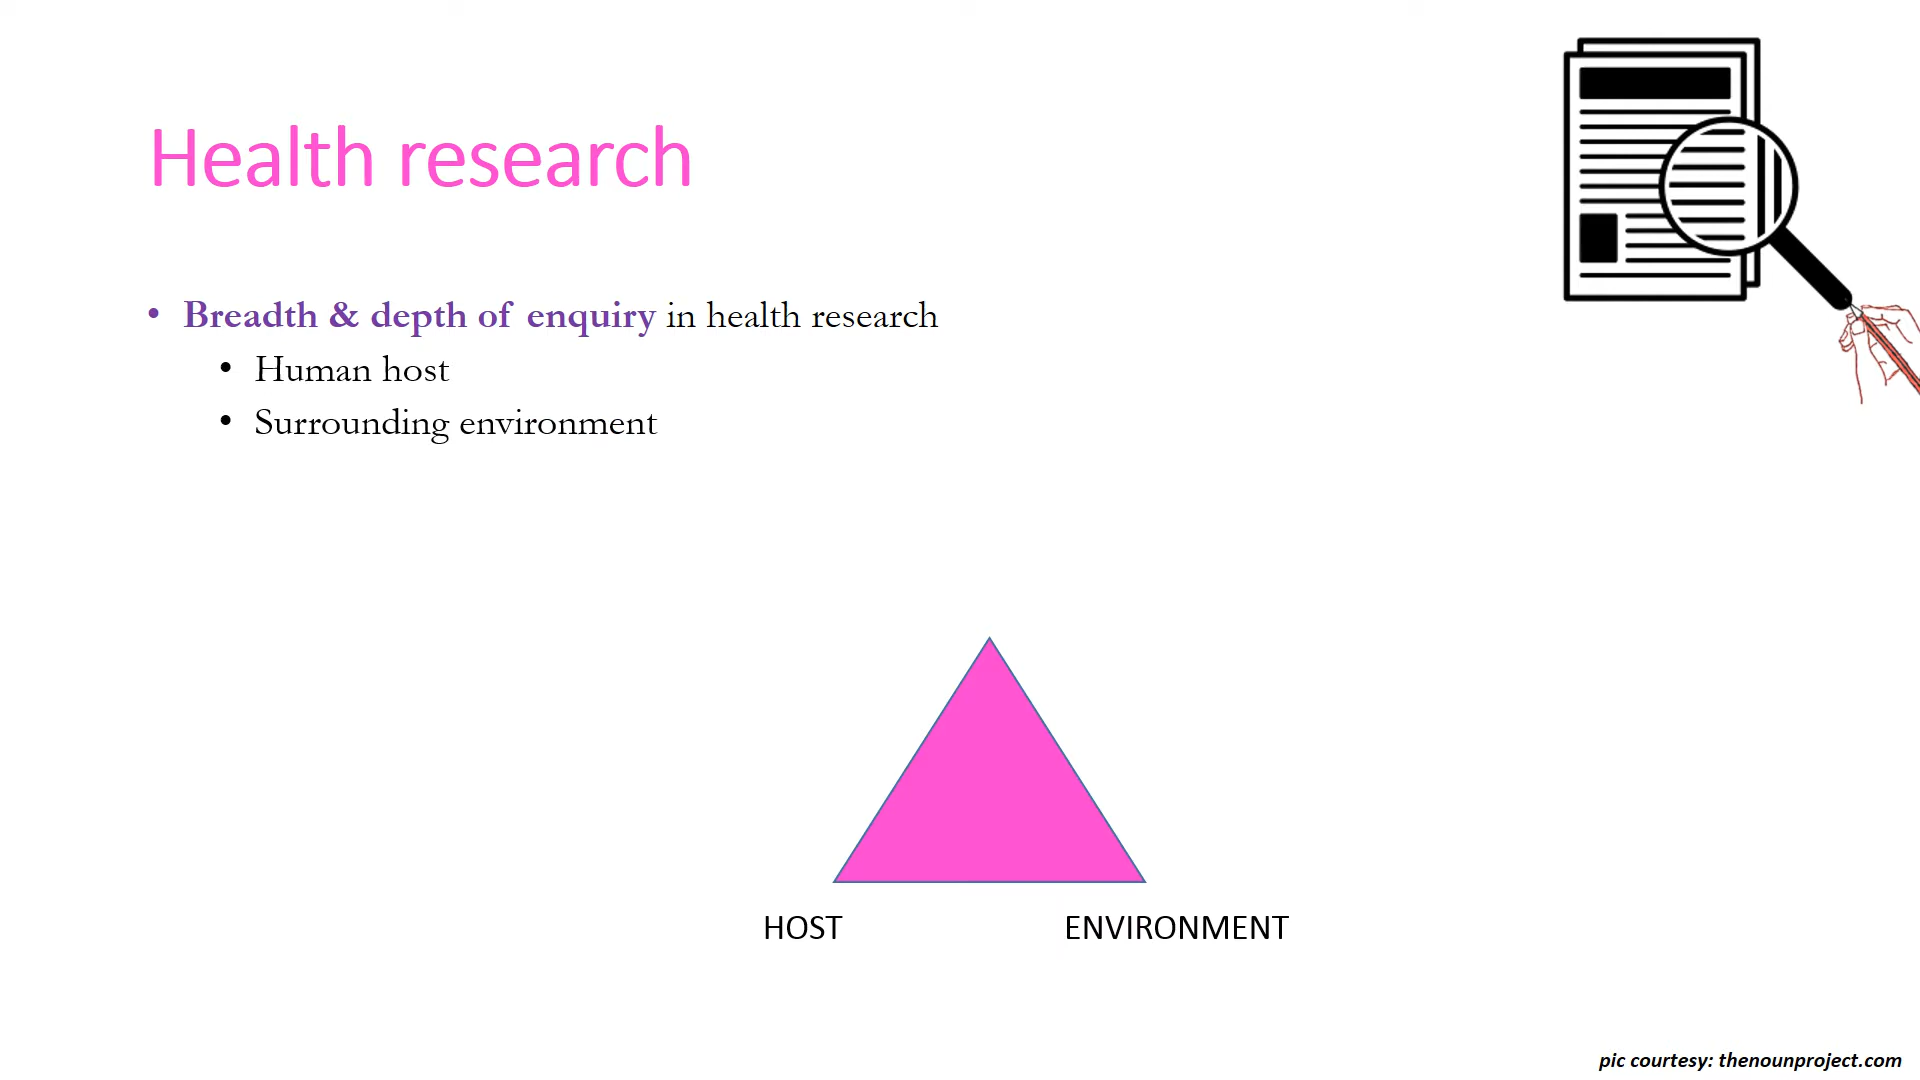 Health research
• Breadth & depth of enquiry in health research
• Human host
• Surrounding environment
HOST
ENVIRONMENT
pic courtesy: thenounproject.com